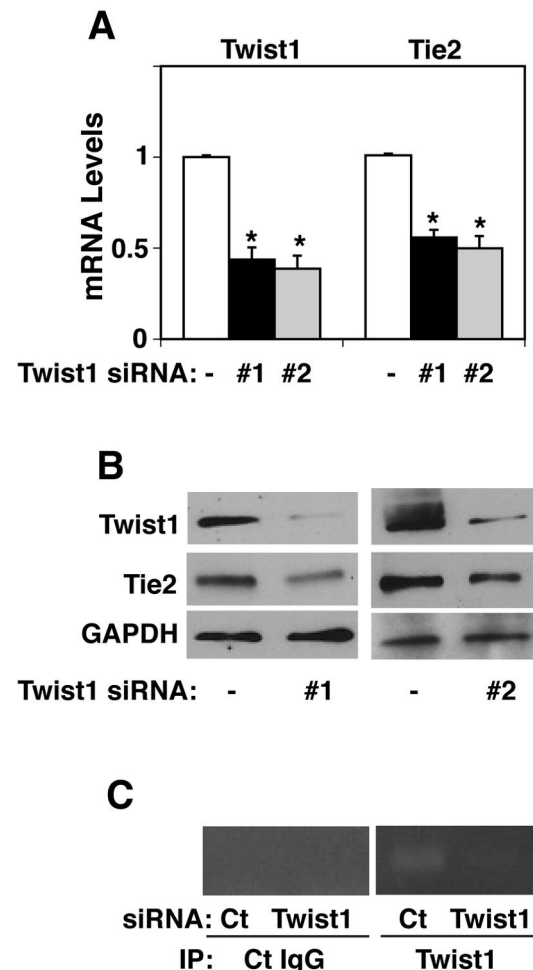 A
Twist1 Tie2
mRNA Levels
1
* *
* *
0.5
0
Twist1 siRNA: - #1 #2 - #1 #2
B
Twist1
Tie2
GAPDH
Twist1 siRNA: - #1 - #2
C
siRNA: Ct Twist1 Ct Twist1
IP: Ct IgG Twist1